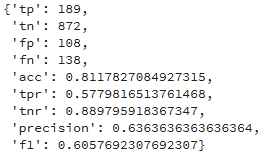 {'tp': 189,
'tn': 872,
'fp': 108,
'fn': 138,
'acc': 0.8117827084927315,
'tpr': 0.5779816513761468,
'tnr': 0.889795918367347,
'precision': 0.6363636363636364,
'f1': 0.6057692307692307}